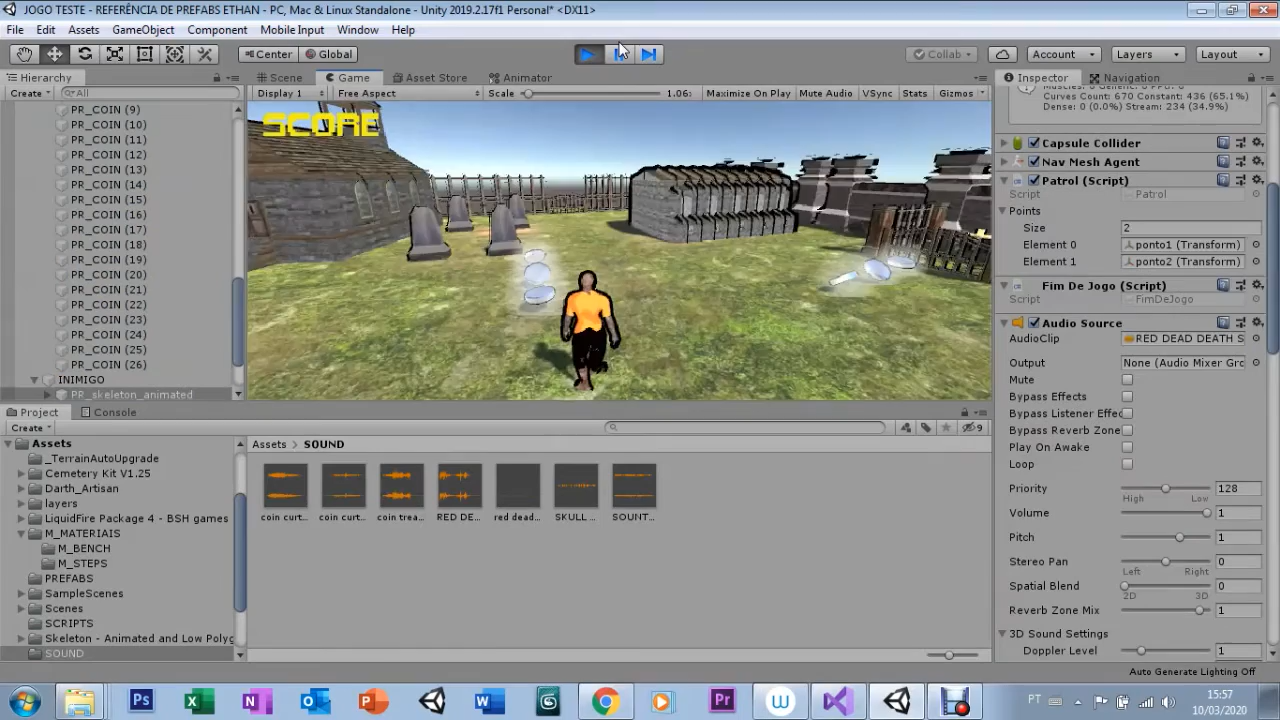 JOGO TESTE - REFERÊNCIA DE PREFABS ETHAN - PC, Mac & Linux Standalone - Unity 2019.2.17f1 Personal* <DX11>
File Edit Assets GameObject Component Mobile Input Window Help
Center Global Collab Account Layers Layout
Hierarchy Scene Game Asset Store Animator Inspector Navigation
Create All Display 1 Free Aspect Scale 1.06x Maximize On Play Mute Audio VSync Stats Gizmos
Curves Count: 670 Constant: 436 (65.1%)
Dense: 0 (0.0%) Stream: 234 (34.9%)
SCORE
PR_COIN (9)
PR_COIN (10)
PR_COIN (11)
PR_COIN (12)
PR_COIN (13)
PR_COIN (14)
PR_COIN (15)
PR_COIN (16)
PR_COIN (17)
PR_COIN (18)
PR_COIN (19)
PR_COIN (20)
PR_COIN (21)
PR_COIN (22)
PR_COIN (23)
PR_COIN (24)
PR_COIN (25)
PR_COIN (26)
INIMIGO
PR_skeleton_animated
Capsule Collider
Nav Mesh Agent
Patrol (Script)
Script Patrol
Points
Size 2
Element 0 ponto1 (Transform)
Element 1 ponto2 (Transform)
Fim De Jogo (Script)
Script FimDeJogo
Audio Source
AudioClip RED DEAD DEATH S
Output None (Audio Mixer Gro
Mute
Bypass Effects
Bypass Listener Effec
Bypass Reverb Zone
Play On Awake
Loop
Priority 128
High Low
Volume 1
Pitch 1
Stereo Pan 0
Left Right
Spatial Blend 0
2D 3D
Reverb Zone Mix 1
3D Sound Settings
Doppler Level 1
Auto Generate Lighting Off
Project Console
Create 9
Assets
_TerrainAutoUpgrade
Cemetery Kit V1.25
Darth_Artisan
layers
LiquidFire Package 4 - BSH games
M_MATERIAIS
M_BENCH
M_STEPS
PREFABS
SampleScenes
Scenes
SCRIPTS
Skeleton - Animated and Low Polyg
SOUND
Assets SOUND
coin curt... coin curt... coin trea... RED DE... red dead... SKULL ... SOUNT...
Ps X N O P W Pr W
PT
15:57
10/03/2020